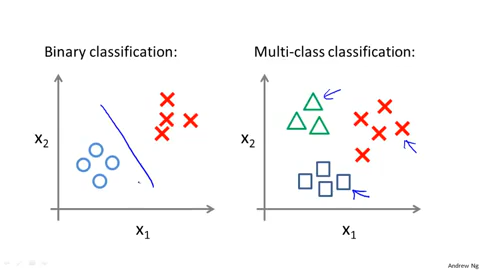 Binary classification:
Multi-class classification:
x2
x1
x2
x1
Andrew Ng